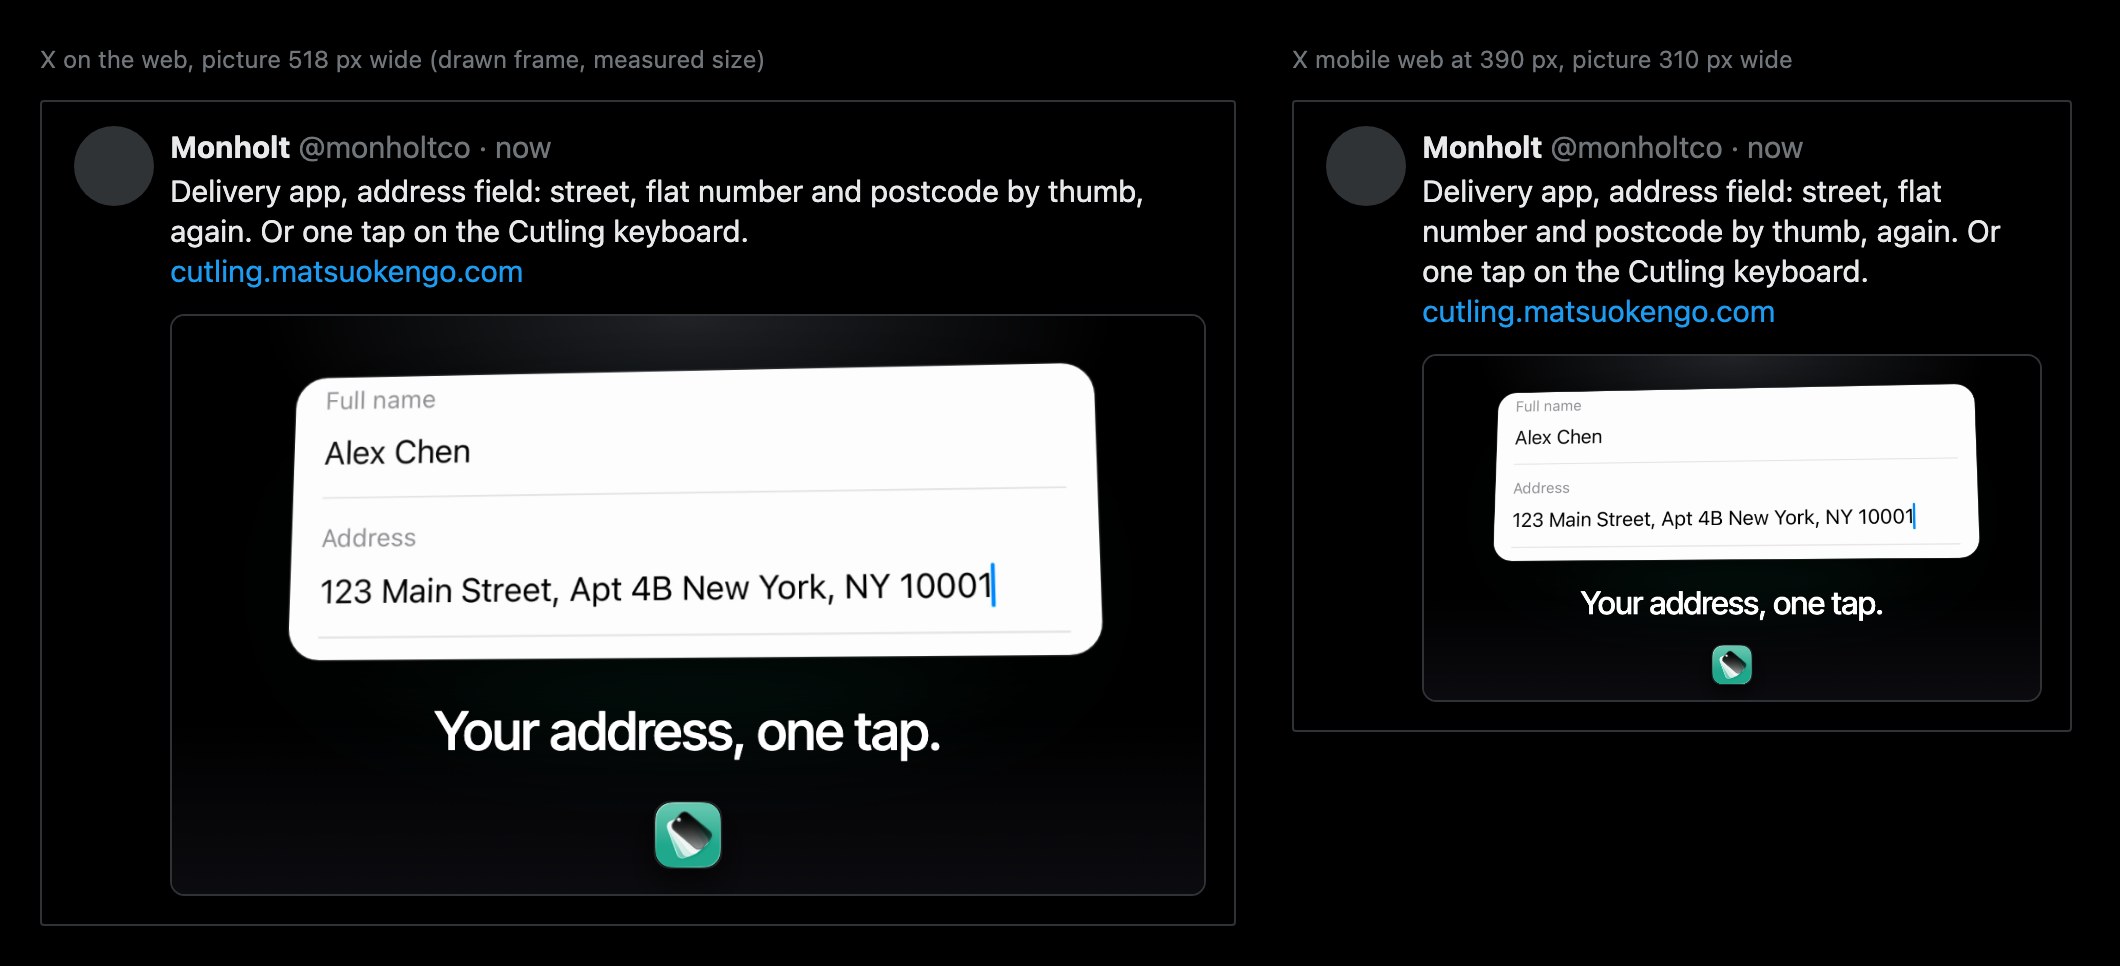 X on the web, picture 518 px wide (drawn frame, measured size)
Monholt @monholtco · now
Delivery app, address field: street, flat number and postcode by thumb,
again. Or one tap on the Cutling keyboard.
cutling.matsuokengo.com
Full name
Alex Chen
Address
123 Main Street, Apt 4B New York, NY 10001
Your address, one tap.
X mobile web at 390 px, picture 310 px wide
Monholt @monholtco · now
Delivery app, address field: street, flat
number and postcode by thumb, again. Or
one tap on the Cutling keyboard.
cutling.matsuokengo.com
Full name
Alex Chen
Address
123 Main Street, Apt 4B New York, NY 10001
Your address, one tap.